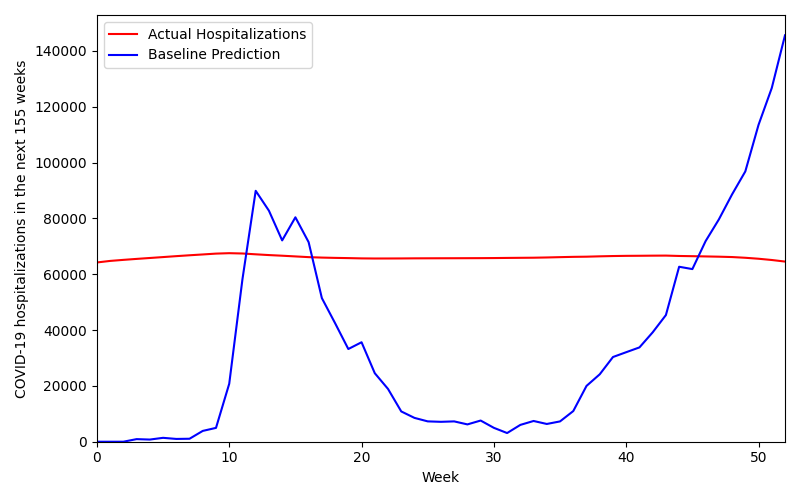 Actual Hospitalizations
Baseline Prediction
COVID-19 hospitalizations in the next 155 weeks
140000
120000
100000
80000
60000
40000
20000
0
0 10 20 30 40 50
Week